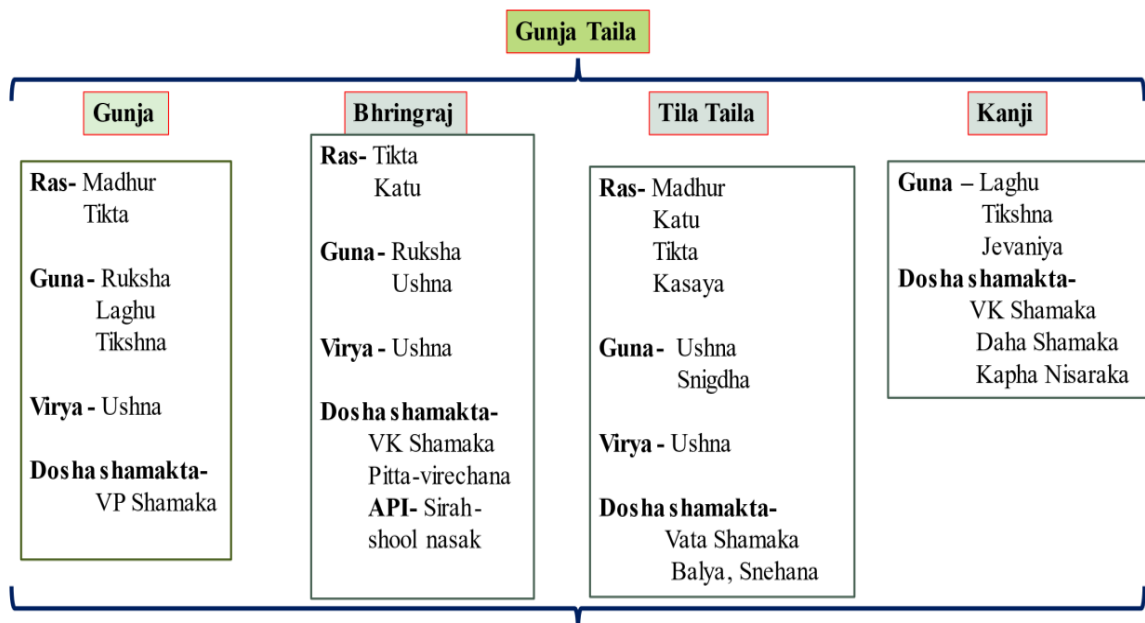 Gunja Taila
Gunja
Ras- Madhur
Tikta
Guna- Ruksha
Laghu
Tikshna
Virya- Ushna
Dosha shamakta-
VP Shamaka
Bhringraj
Ras- Tikta
Katu
Guna- Ruksha
Ushna
Virya- Ushna
Dosha shamakta-
VK Shamaka
Pitta-virechana
API- Sirah-
shool nasak
Tila Taila
Ras- Madhur
Katu
Tikta
Kasaya
Guna- Ushna
Snigdha
Virya- Ushna
Dosha shamakta-
Vata Shamaka
Balya, Snehana
Kanji
Guna – Laghu
Tikshna
Jevaniya
Dosha shamakta-
VK Shamaka
Daha Shamaka
Kapha Nisaraka